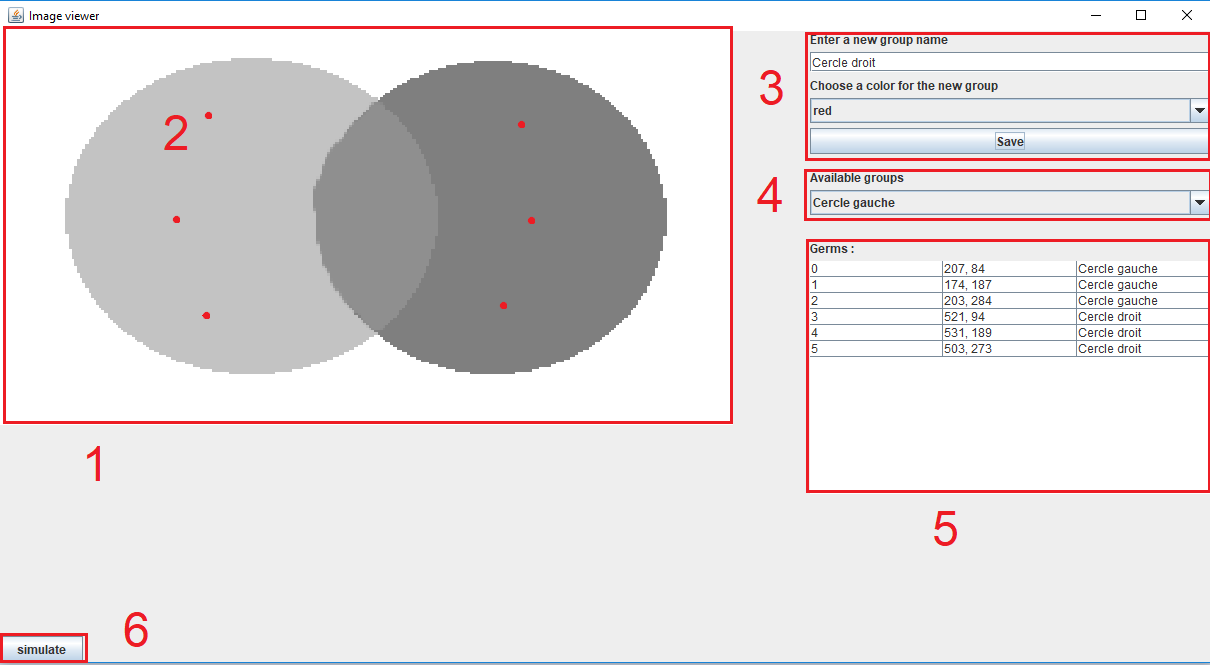 Image viewer
Enter a new group name
3
Cercle droit
Choose a color for the new group
2
red
Save
Available groups
4
Cercle gauche
Germs :
0 207, 84 Cercle gauche
1 174, 187 Cercle gauche
2 203, 284 Cercle gauche
3 521, 94 Cercle droit
4 531, 189 Cercle droit
5 503, 273 Cercle droit
1
5
6
simulate